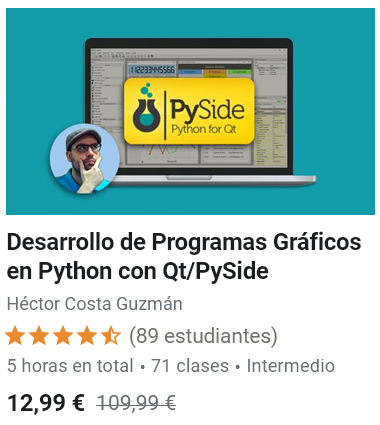 PySide
Python for Qt
Desarrollo de Programas Gráficos
en Python con Qt/PySide
Héctor Costa Guzmán
(89 estudiantes)
5 horas en total • 71 clases • Intermedio
12,99 € 109,99 €